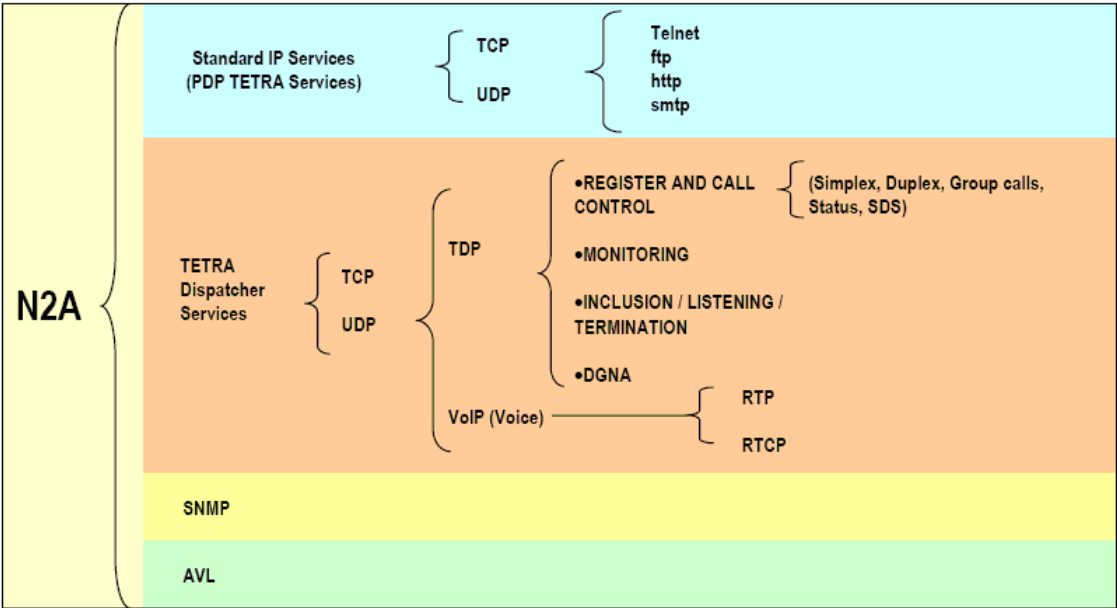 N2A
Standard IP Services
(PDP TETRA Services)
TCP
UDP
Telnet
ftp
http
smtp
TETRA
Dispatcher
Services
TCP
UDP
TDP
•REGISTER AND CALL
CONTROL
(Simplex, Duplex, Group calls,
Status, SDS)
•MONITORING
•INCLUSION / LISTENING /
TERMINATION
•DGNA
VoIP (Voice)
RTP
RTCP
SNMP
AVL